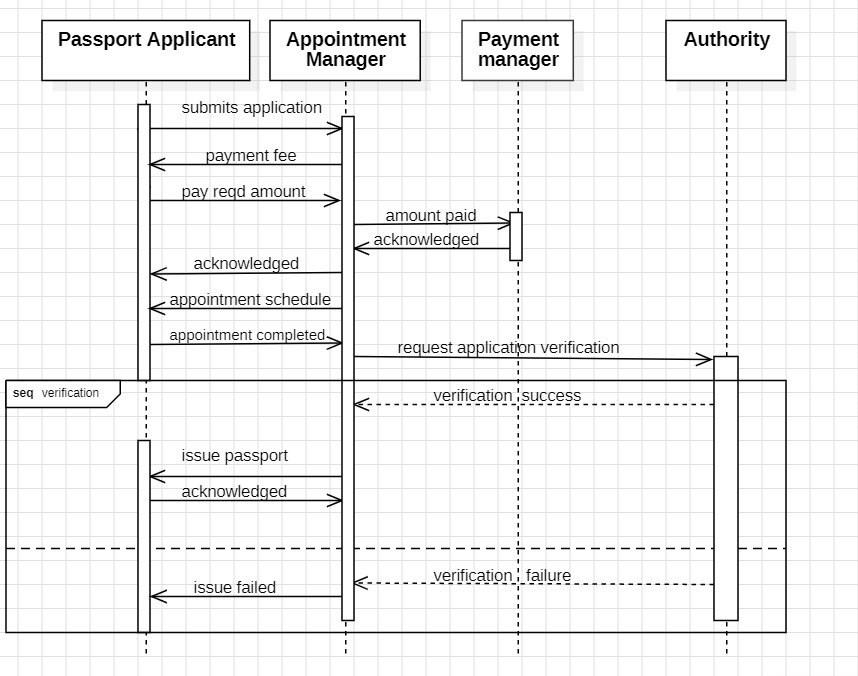 Passport Applicant
Appointment
Manager
Payment
manager
Authority
submits application
payment fee
pay reqd amount
amount paid
acknowledged
acknowledged
appointment schedule
appointment completed
request application verification
seq verification
verification success
issue passport
acknowledged
verification failure
issue failed